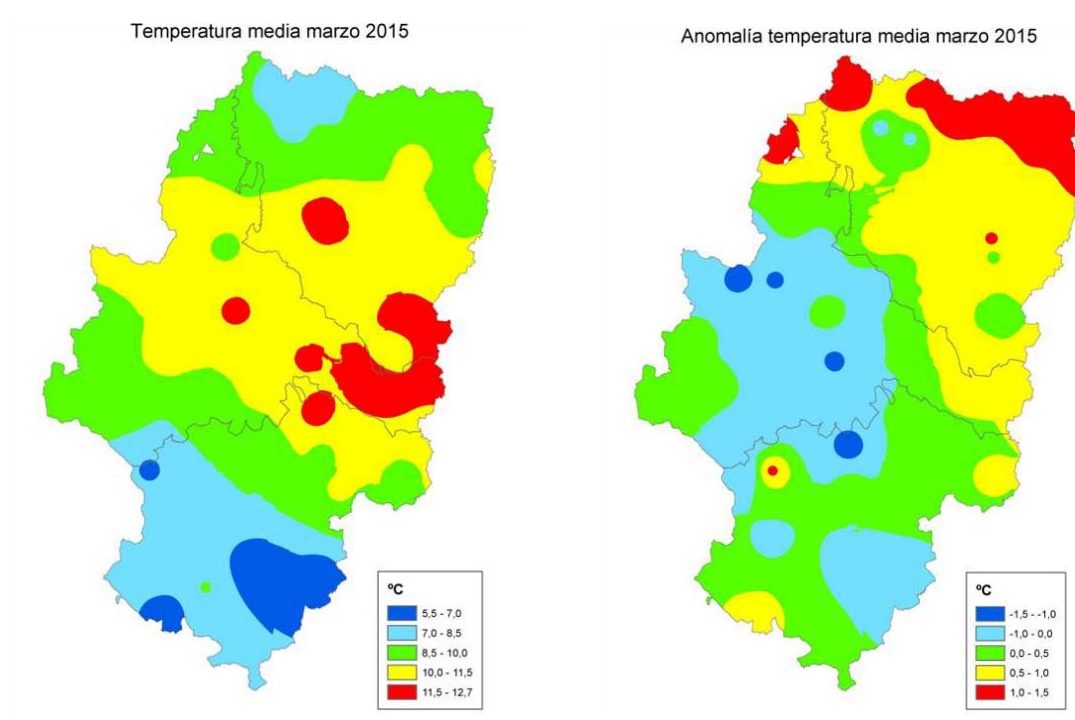 Temperatura media marzo 2015
ºC
5,5 - 7,0
7,0 - 8,5
8,5 - 10,0
10,0 - 11,5
11,5 - 12,7
Anomalía temperatura media marzo 2015
ºC
-1,5 - -1,0
-1,0 - 0,0
0,0 - 0,5
0,5 - 1,0
1,0 - 1,5